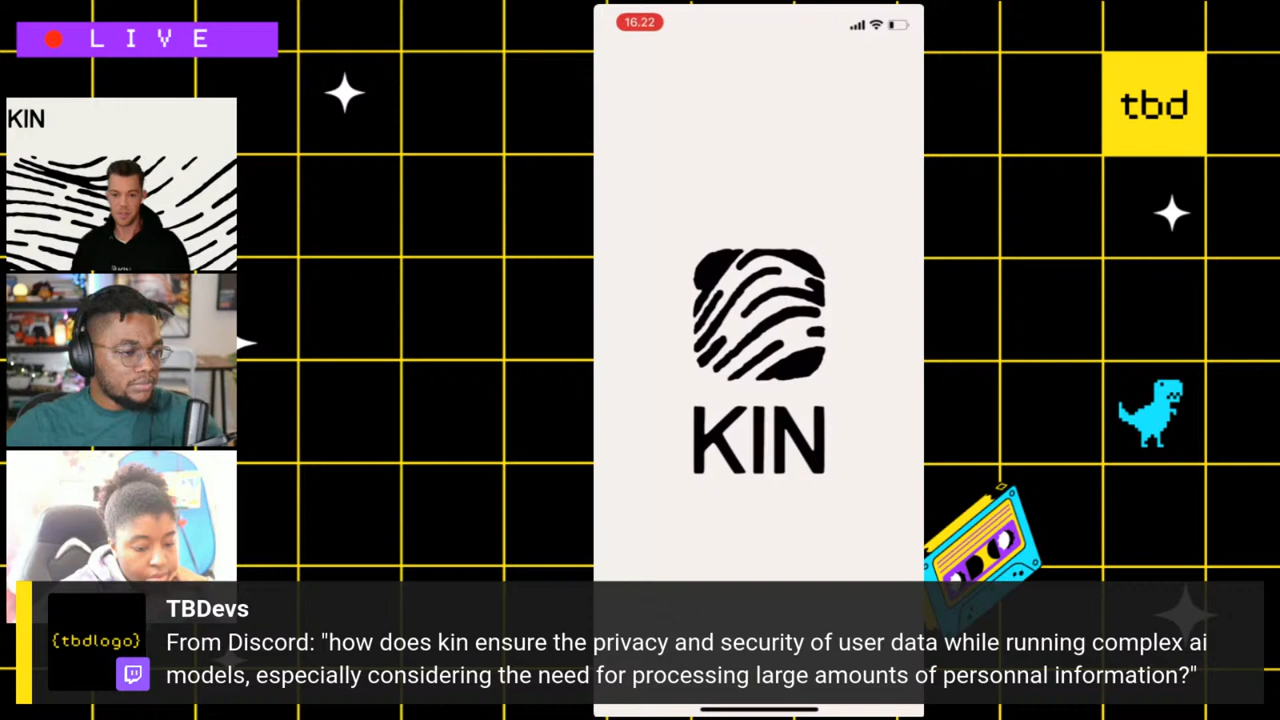 LIVE
16.22
tbd
KIN
KIN
TBDevs
{tbdlogo}
From Discord: "how does kin ensure the privacy and security of user data while running complex ai
models, especially considering the need for processing large amounts of personnal information?"